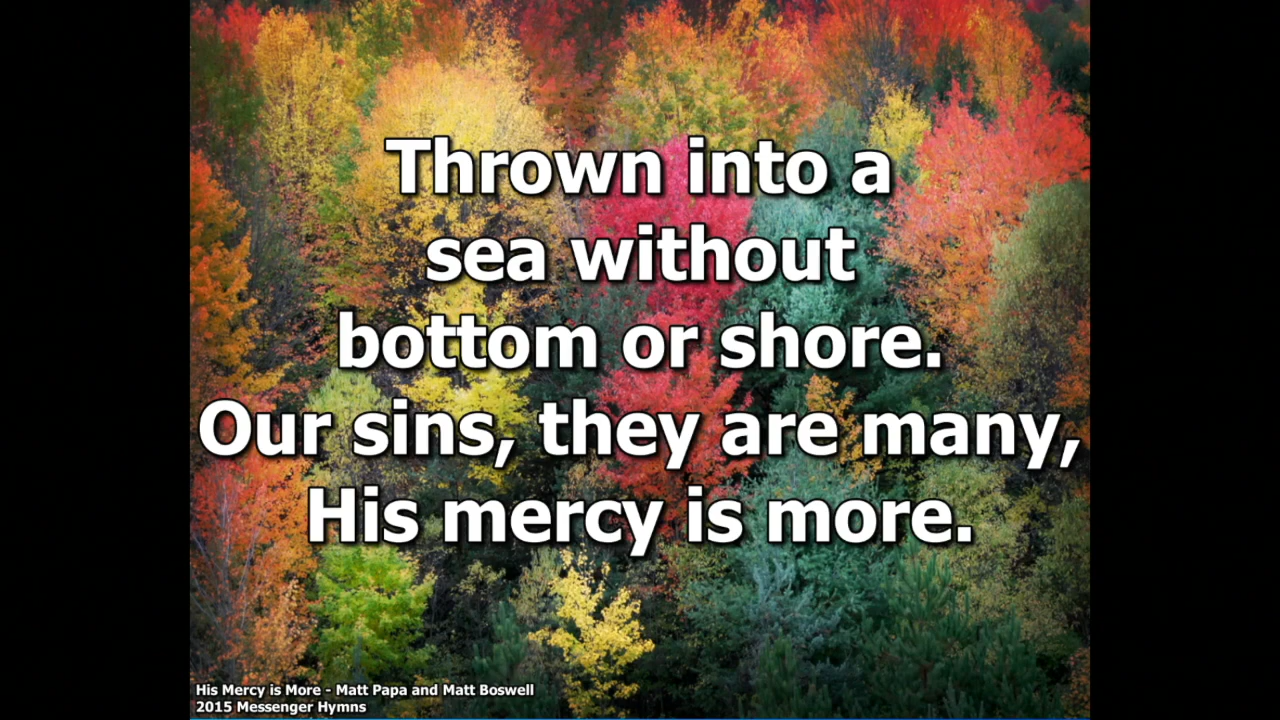 Thrown into a
sea without
bottom or shore.
Our sins, they are many,
His mercy is more.
His Mercy is More - Matt Papa and Matt Boswell
2015 Messenger Hymns